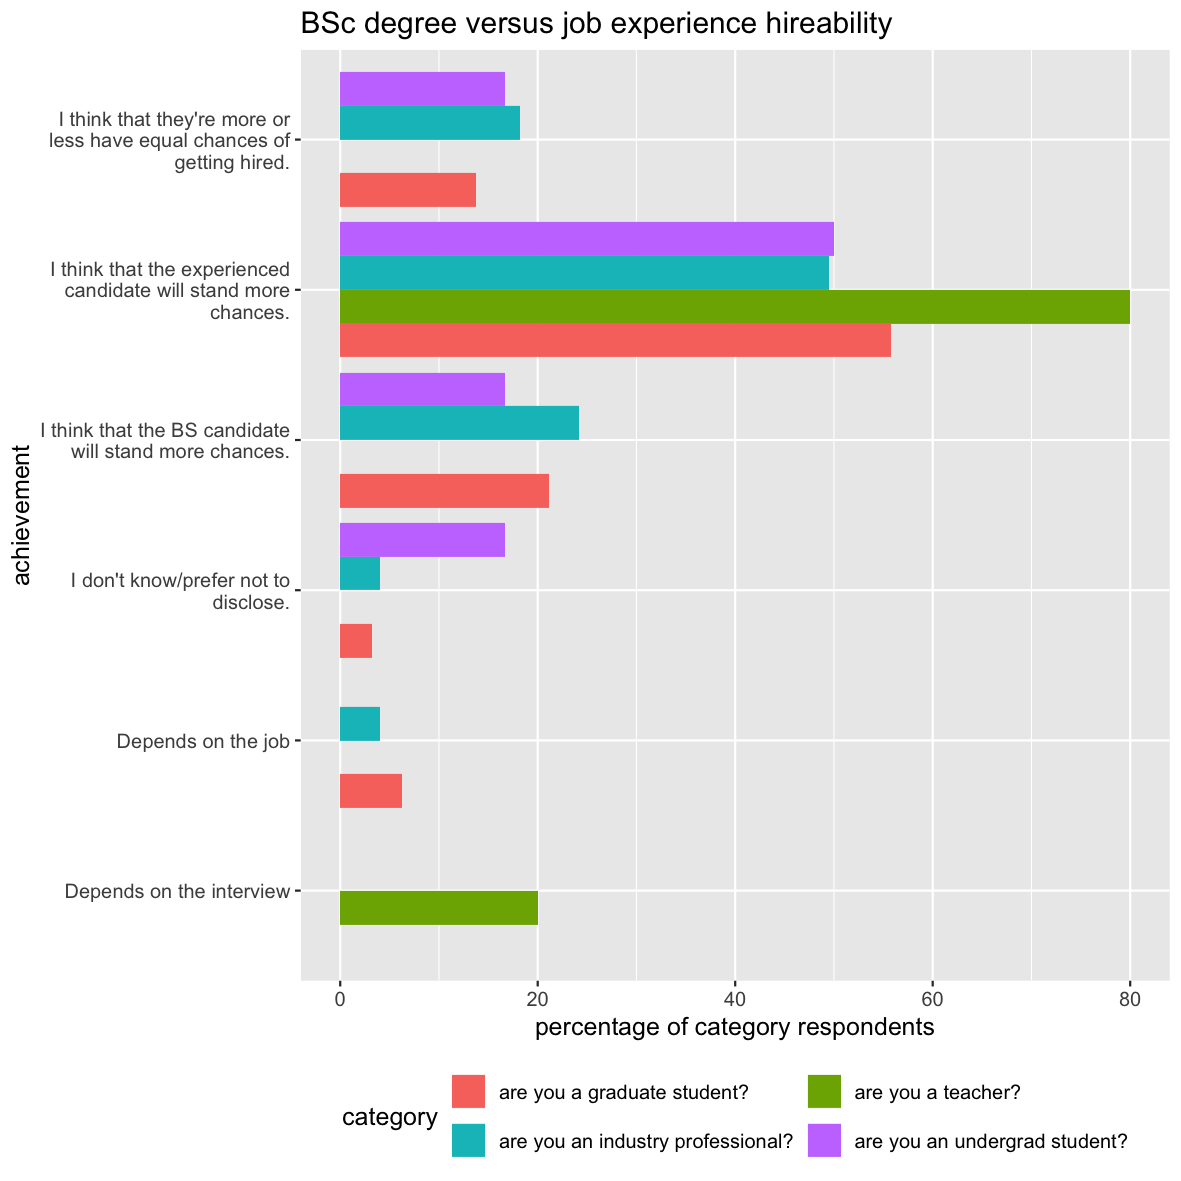 BSc degree versus job experience hireability
I think that they're more or
less have equal chances of
getting hired.
I think that the experienced
candidate will stand more
chances.
I think that the BS candidate
will stand more chances.
I don't know/prefer not to
disclose.
Depends on the job
Depends on the interview
achievement
0 20 40 60 80
percentage of category respondents
category
are you a graduate student?
are you a teacher?
are you an industry professional?
are you an undergrad student?